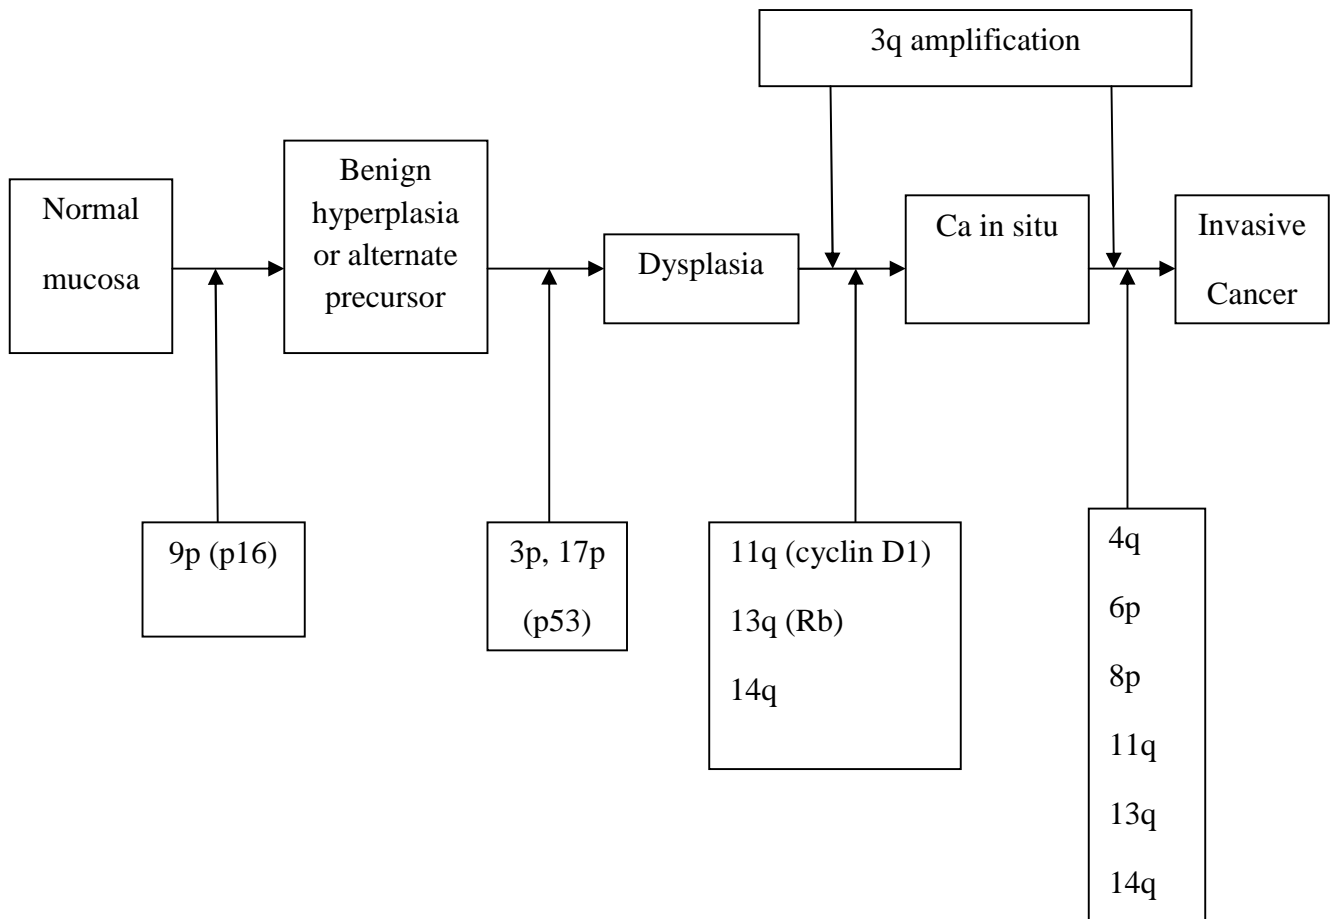 3q amplification
Normal
mucosa
Benign
hyperplasia
or alternate
precursor
Dysplasia
Ca in situ
Invasive
Cancer
9p (p16)
3p, 17p
(p53)
11q (cyclin D1)
13q (Rb)
14q
4q
6p
8p
11q
13q
14q